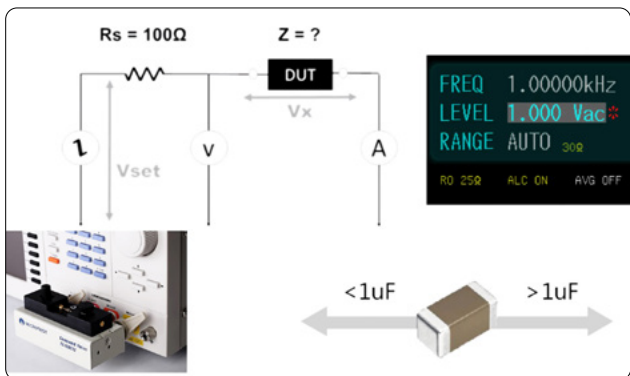 Rs = 100Ω
Z = ?
DUT
Vx
Vset
V
A
FREQ 1.00000kHz
LEVEL 1.000 Vac*
RANGE AUTO 30Ω
RO 25Ω ALC ON AVG OFF
<1uF
>1uF